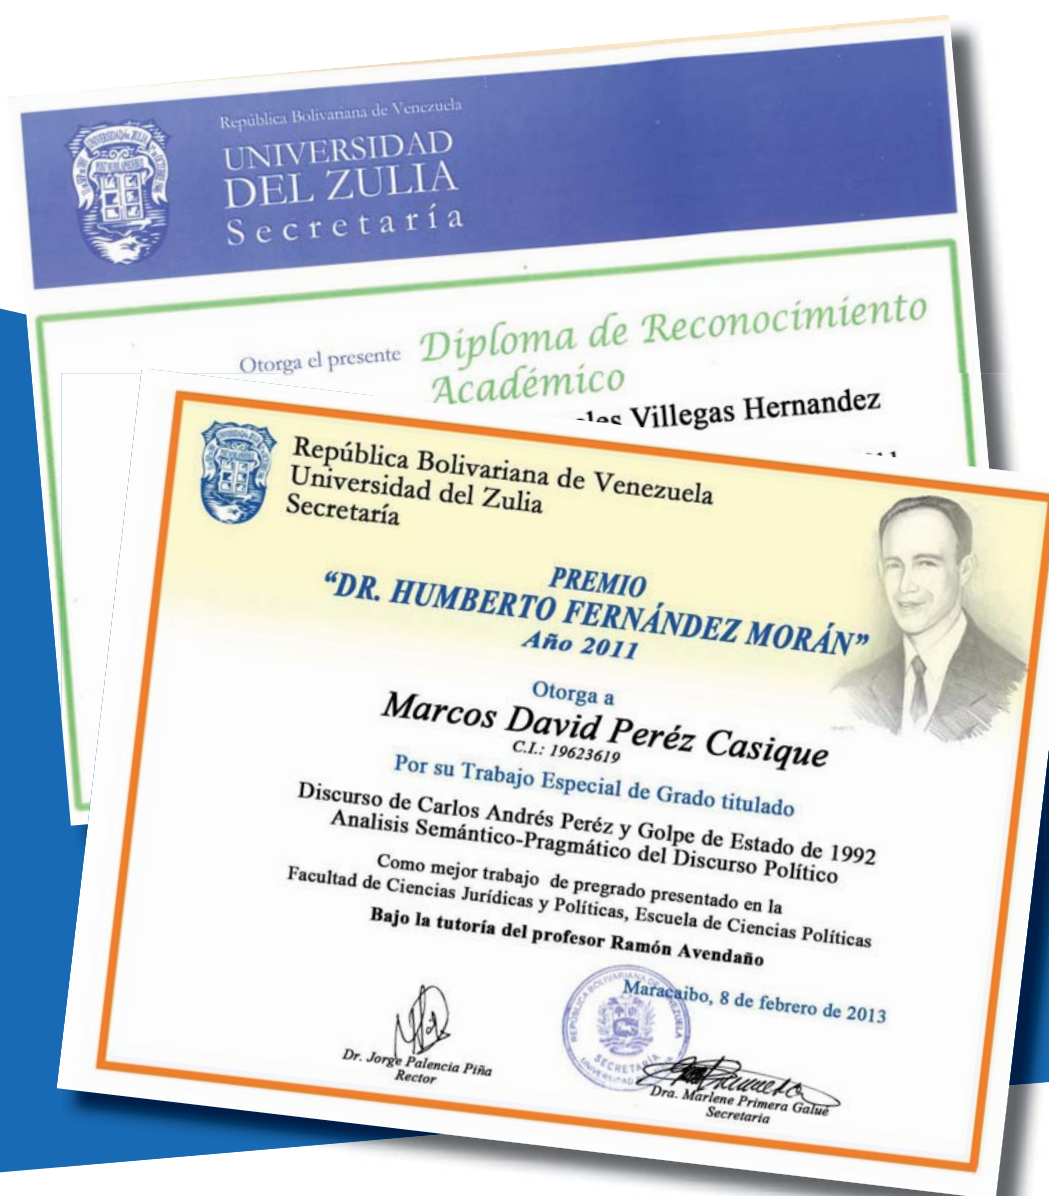 República Bolivariana de Venezuela
UNIVERSIDAD
DEL ZULIA
Secretaría
Otorga el presente Diploma de Reconocimiento
Académico
Villegas Hernandez
República Bolivariana de Venezuela
Universidad del Zulia
Secretaría
PREMIO
“DR. HUMBERTO FERNÁNDEZ MORÁN”
Año 2011
Otorga a
Marcos David Peréz Casique
C.I.: 19623619
Por su Trabajo Especial de Grado titulado
Discurso de Carlos Andrés Peréz y Golpe de Estado de 1992
Analisis Semántico-Pragmático del Discurso Político
Como mejor trabajo de pregrado presentado en la
Facultad de Ciencias Jurídicas y Políticas, Escuela de Ciencias Políticas
Bajo la tutoría del profesor Ramón Avendaño
Maracaibo, 8 de febrero de 2013
REPÚBLICA BOLIVARIANA DE VENEZUELA
SECRETARÍA
Dr. Jorge Palencia Piña
Rector
Dra. Marlene Primera Galué
Secretaria